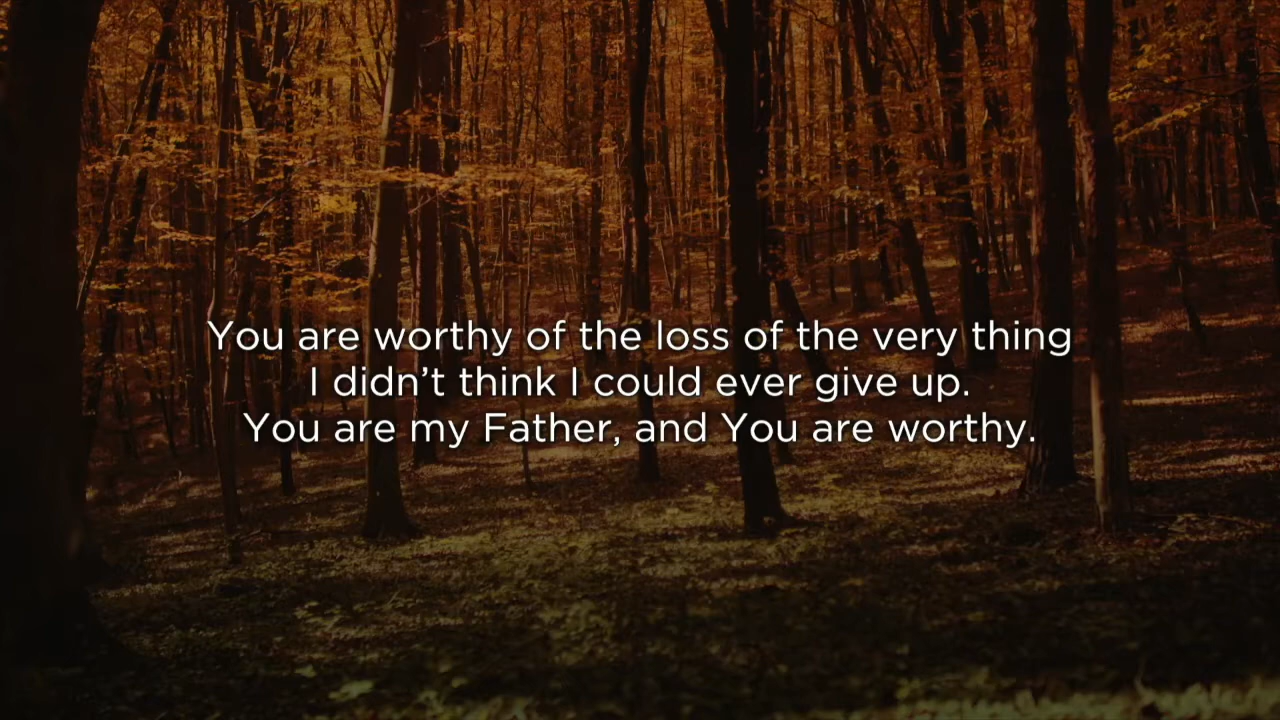 You are worthy of the loss of the very thing
I didn’t think I could ever give up.
You are my Father, and You are worthy.